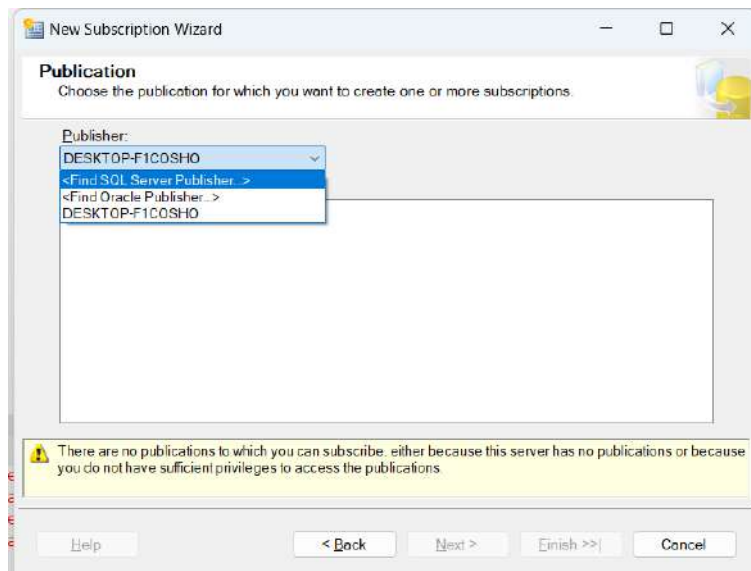 New Subscription Wizard
Publication
Choose the publication for which you want to create one or more subscriptions.
Publisher:
DESKTOP-F1COSHO
<Find SQL Server Publisher...>
<Find Oracle Publisher...>
DESKTOP-F1COSHO
There are no publications to which you can subscribe. either because this server has no publications or because
you do not have sufficient privileges to access the publications.
Help
< Back
Next >
Finish >>|
Cancel